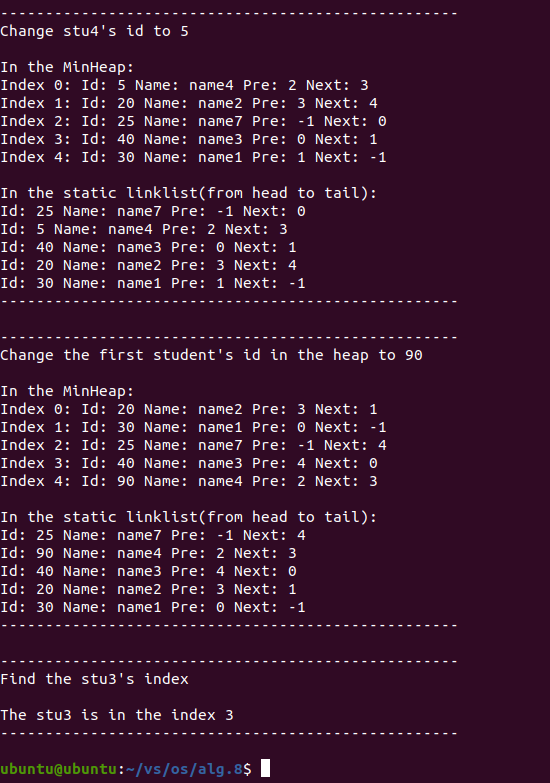 ---------------------------------------------------
Change stu4's id to 5
In the MinHeap:
Index 0: Id: 5 Name: name4 Pre: 2 Next: 3
Index 1: Id: 20 Name: name2 Pre: 3 Next: 4
Index 2: Id: 25 Name: name7 Pre: -1 Next: 0
Index 3: Id: 40 Name: name3 Pre: 0 Next: 1
Index 4: Id: 30 Name: name1 Pre: 1 Next: -1
In the static linklist(from head to tail):
Id: 25 Name: name7 Pre: -1 Next: 0
Id: 5 Name: name4 Pre: 2 Next: 3
Id: 40 Name: name3 Pre: 0 Next: 1
Id: 20 Name: name2 Pre: 3 Next: 4
Id: 30 Name: name1 Pre: 1 Next: -1
---------------------------------------------------
---------------------------------------------------
Change the first student's id in the heap to 90
In the MinHeap:
Index 0: Id: 20 Name: name2 Pre: 3 Next: 1
Index 1: Id: 30 Name: name1 Pre: 0 Next: -1
Index 2: Id: 25 Name: name7 Pre: -1 Next: 4
Index 3: Id: 40 Name: name3 Pre: 4 Next: 0
Index 4: Id: 90 Name: name4 Pre: 2 Next: 3
In the static linklist(from head to tail):
Id: 25 Name: name7 Pre: -1 Next: 4
Id: 90 Name: name4 Pre: 2 Next: 3
Id: 40 Name: name3 Pre: 4 Next: 0
Id: 20 Name: name2 Pre: 3 Next: 1
Id: 30 Name: name1 Pre: 0 Next: -1
---------------------------------------------------
---------------------------------------------------
Find the stu3's index
The stu3 is in the index 3
---------------------------------------------------
ubuntu@ubuntu:~/vs/os/alg.8$